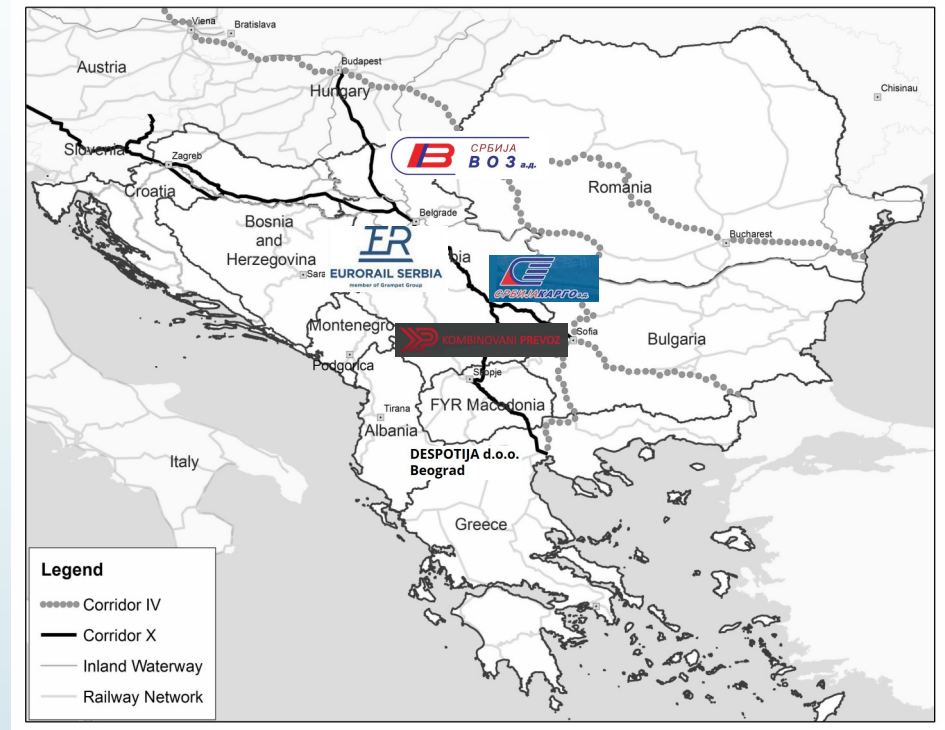 Viena
Bratislava
Austria
Budapest
Hungary
Chisinau
Slovenia
Zagreb
Croatia
СРБИЈА
ВОЗ а.д.
Romania
Belgrade
Bucharest
Bosnia
and
Herzegovina
Sara
ER
EURORAIL SERBIA
member of Grampet Group
bia
СРБИЈАКАРГО а.д.
Montenegro
KOMBINOVANI PREVOZ
Sofia
Bulgaria
Podgorica
Skopje
FYR Macedonia
Tirana
Albania
DESPOTIJA d.o.o.
Beograd
Italy
Greece
Legend
Corridor IV
Corridor X
Inland Waterway
Railway Network